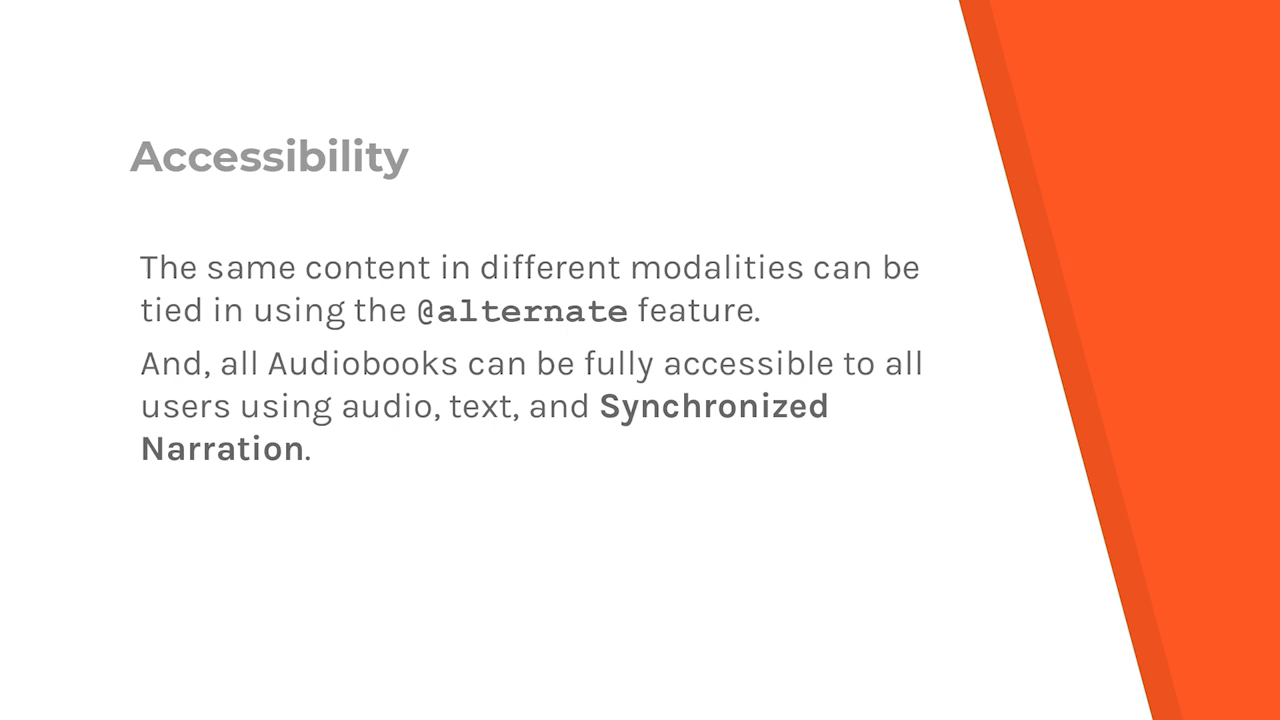 Accessibility
The same content in different modalities can be
tied in using the @alternate feature.
And, all Audiobooks can be fully accessible to all
users using audio, text, and Synchronized
Narration.